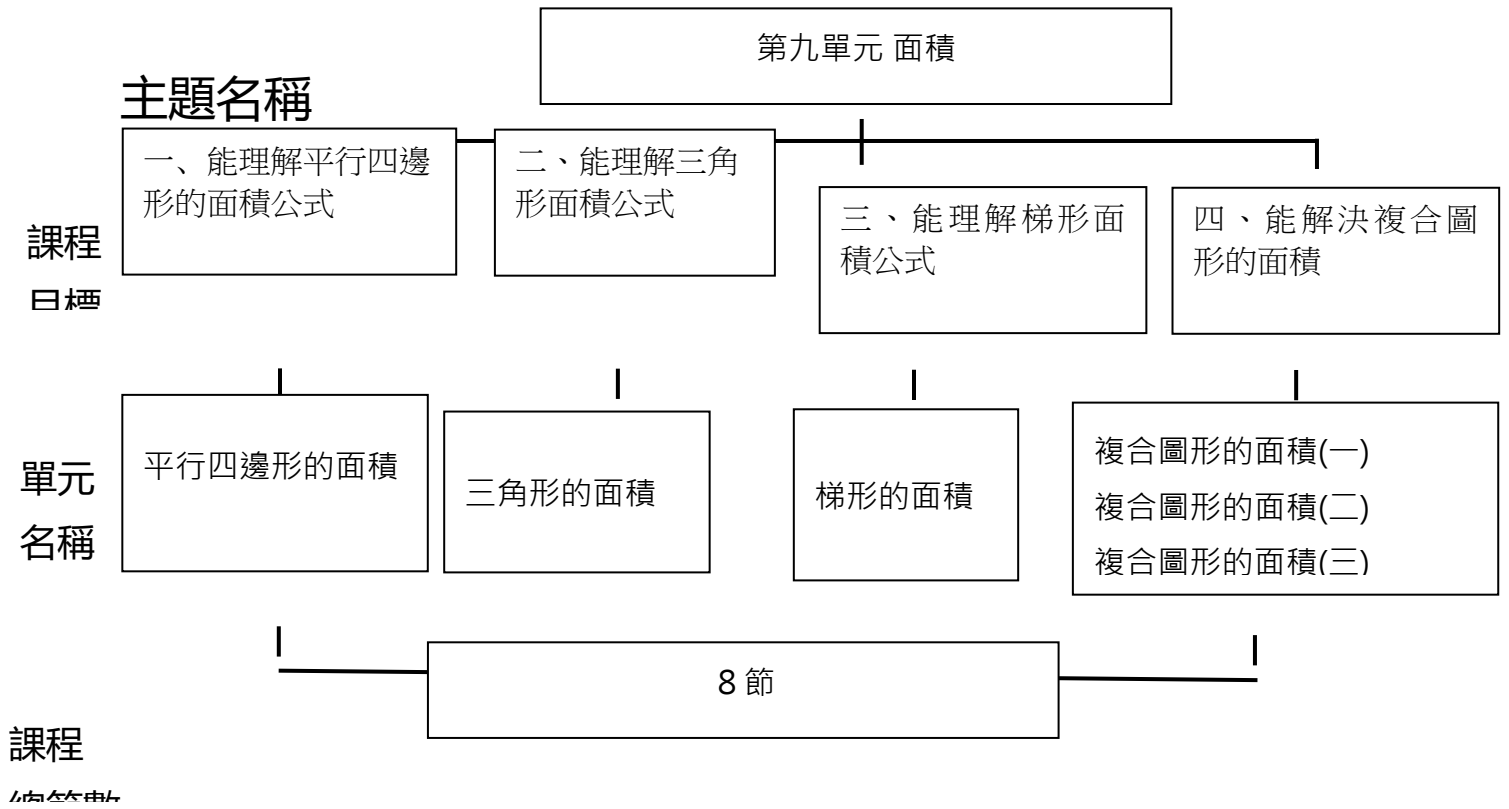 第九單元 面積
主題名稱
一、能理解平行四邊
形的面積公式
二、能理解三角
形面積公式
三、能理解梯形面
積公式
四、能解決複合圖
形的面積
課程
目標
平行四邊形的面積
三角形的面積
梯形的面積
複合圖形的面積(一)
複合圖形的面積(二)
複合圖形的面積(三)
單元
名稱
8 節
課程
總節數